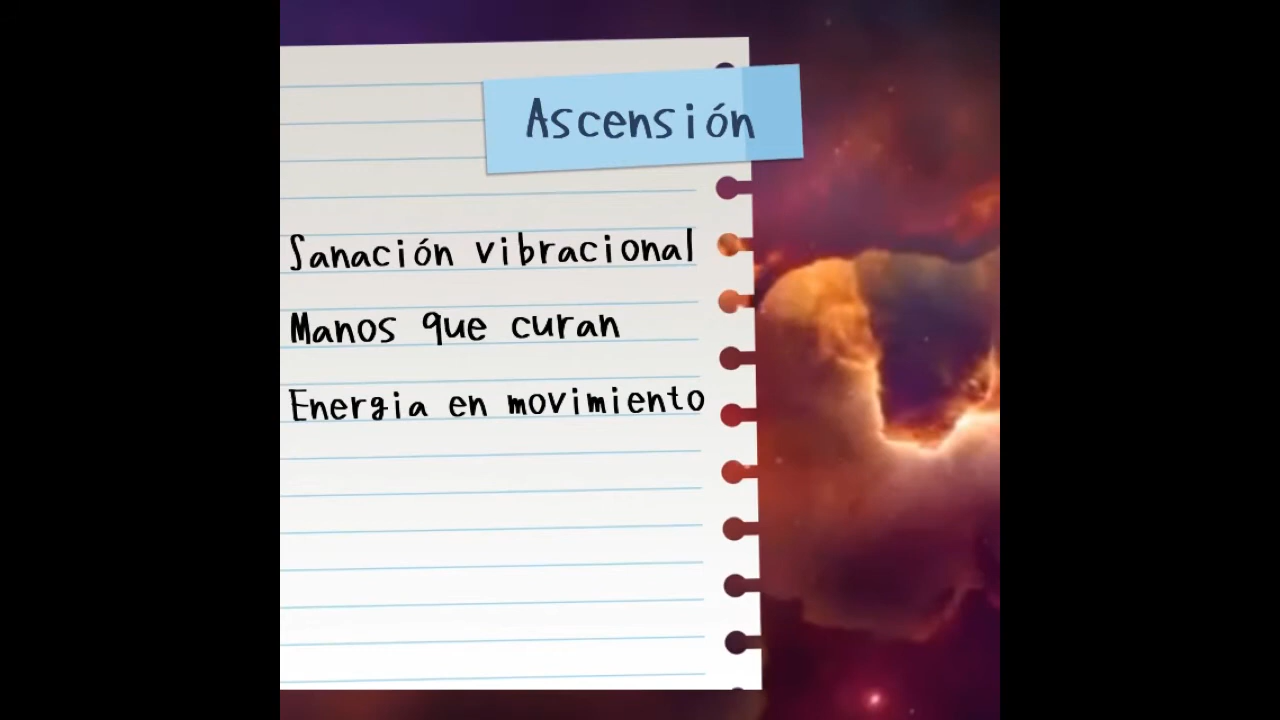 Ascensión
Sanación vibracional
Manos que curan
Energia en movimiento